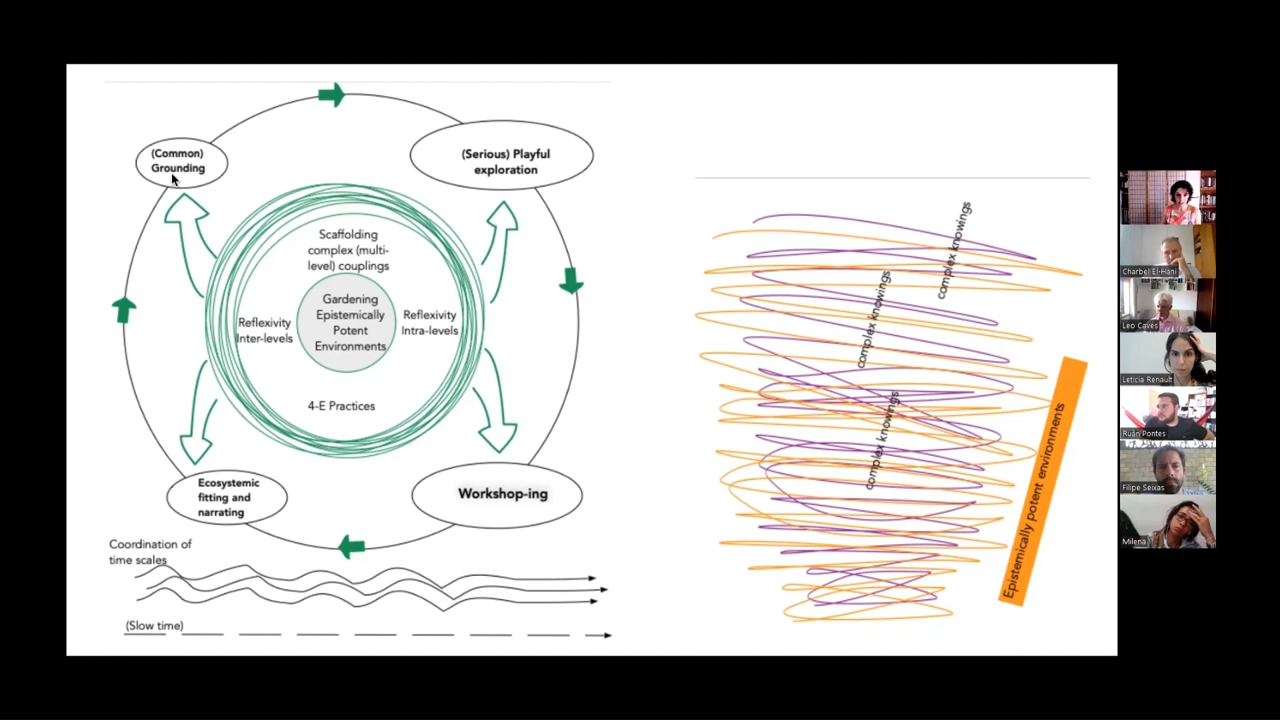 (Common)
Grounding
(Serious) Playful
exploration
Scaffolding
complex (multi-
level) couplings
Gardening
Epistemically
Potent
Environments
Reflexivity
Inter-levels
Reflexivity
Intra-levels
4-E Practices
Ecosystemic
fitting and
narrating
Workshop-ing
Coordination of
time scales
(Slow time)
complex knowings
complex knowings
complex knowings
Epistemically potent environments
Charbel El-Hani
Leo Caves
Leticia Renault
Ruan Pontes
Filipe Seixas
Milena